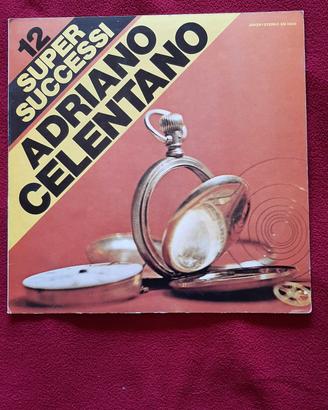 12
SUPER
SUCCESSI
ADRIANO
CELENTANO